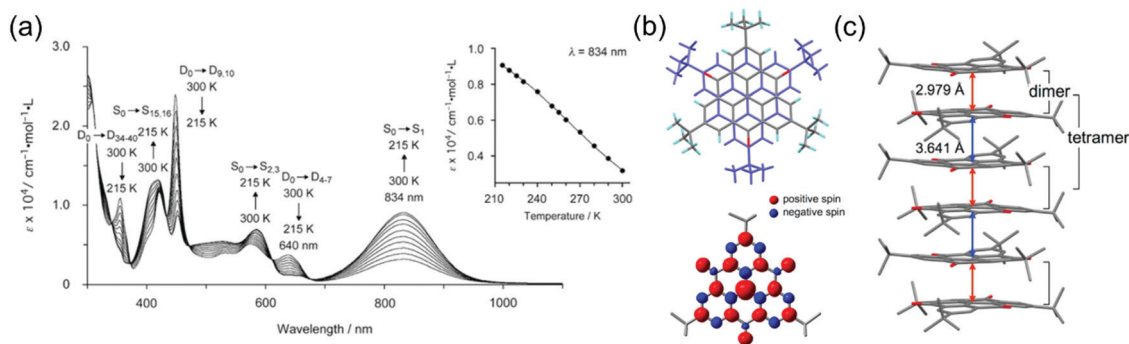 (a)
3.0
2.0
1.0
0
ε x 10⁴/ cm⁻¹•mol⁻¹•L
D₀→D₃₄₋₄₀
300 K
215 K
S₀→S₁₅,₁₆
215 K
300 K
D₀→D₉,₁₀
300 K
215 K
S₀→S₂,₃
215 K
300 K
D₀→D₄₋₇
300 K
215 K
640 nm
S₀→S₁
215 K
300 K
834 nm
400
600
800
1000
Wavelength / nm
1.0
0.8
0.6
0.4
ε x 10⁴ / cm⁻¹•mol⁻¹•L
λ = 834 nm
210
240
270
300
Temperature / K
(b)
positive spin
negative spin
(c)
2.979 Å
3.641 Å
dimer
tetramer